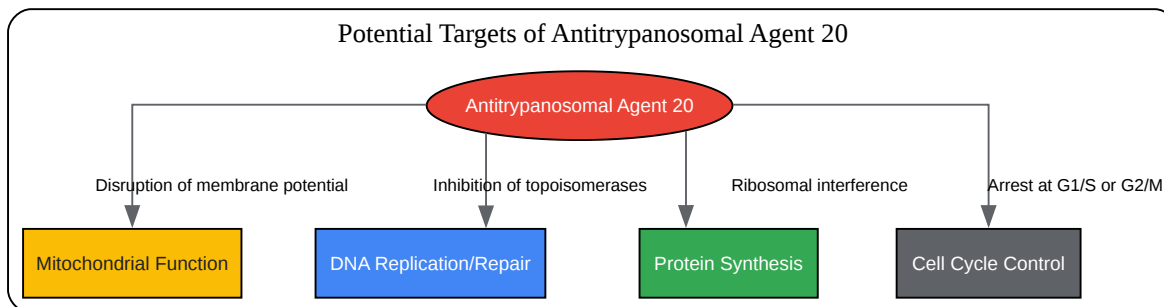 Potential Targets of Antitrypanosomal Agent 20
Antitrypanosomal Agent 20
Disruption of membrane potential
Inhibition of topoisomerases
Ribosomal interference
Arrest at G1/S or G2/M
Mitochondrial Function
DNA Replication/Repair
Protein Synthesis
Cell Cycle Control